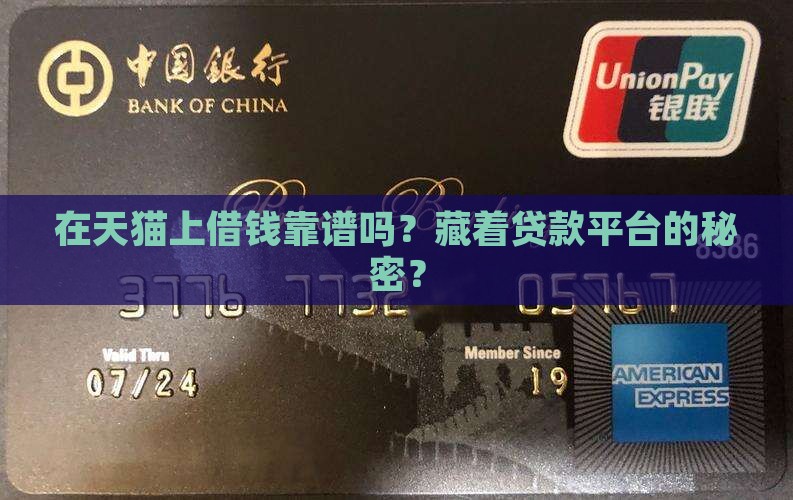 中国银行
BANK OF CHINA
UnionPay
银联
在天猫上借钱靠谱吗？藏着贷款平台的秘
密？
Valid Thru
Member Since
07/24
19
AMERICAN
EXPRESS